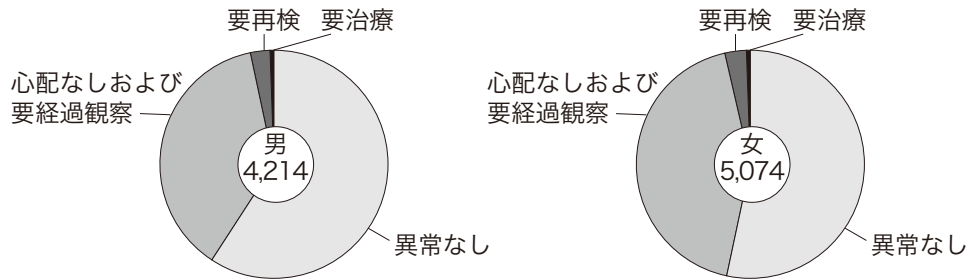 要再検 要治療
心配なしおよび
要経過観察
男
4,214
異常なし
要再検 要治療
心配なしおよび
要経過観察
女
5,074
異常なし